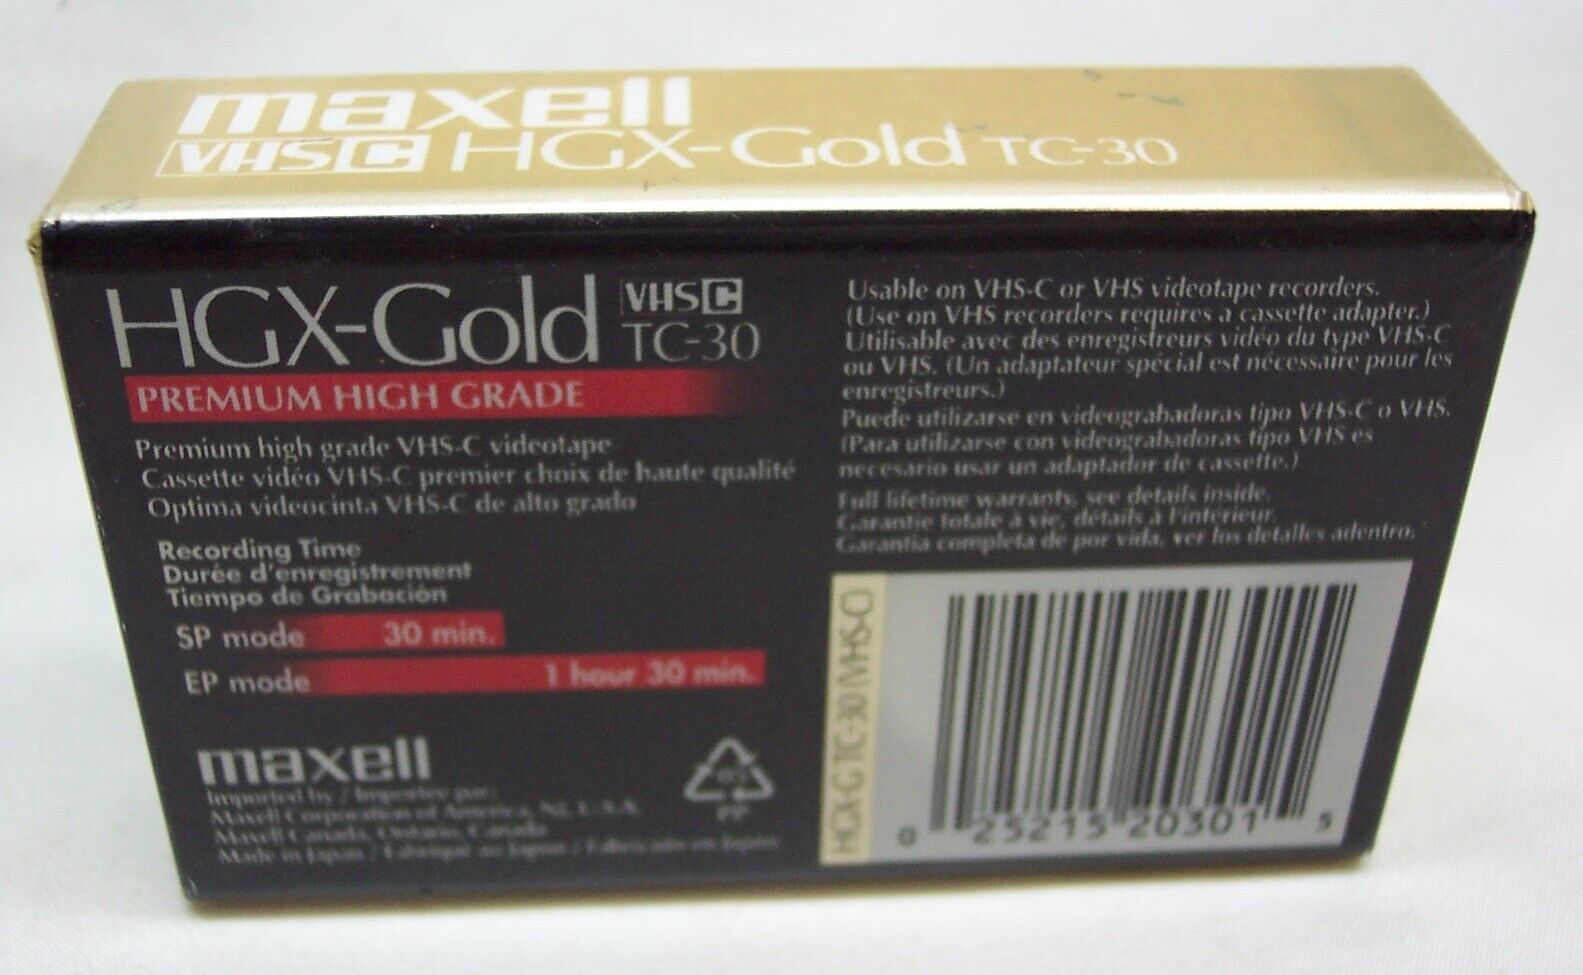 maxell
VHS C HGX-Gold TC-30
HGX-Gold VHS C
TC-30
PREMIUM HIGH GRADE
Premium high grade VHS-C videotape
Cassette vidéo VHS-C premier choix de haute qualité
Optima videocinta VHS-C de alto grado
Recording Time
Durée d'enregistrement
Tiempo de Grabación
SP mode 30 min.
EP mode 1 hour 30 min.
maxell
Imported by / Importee par:
Maxell Corporation of America, NJ, U.S.A.
Maxell Canada, Ontario, Canada
Made in Japan / Fabriqué au Japon / Fabricado en Japón
PP
Usable on VHS-C or VHS videotape recorders.
(Use on VHS recorders requires a cassette adapter.)
Utilisable avec des enregistreurs vidéo du type VHS-C
ou VHS. (Un adaptateur spécial est nécessaire pour les
enregistreurs.)
Puede utilizarse en videograbadoras tipo VHS-C o VHS.
(Para utilizarse con videograbadoras tipo VHS es
necesario usar un adaptador de cassette.)
Full lifetime warranty, see details inside.
Garantie totale à vie, détails à l'intérieur.
Garantía completa de por vida, ver los detalles adentro.
HGX-G TC-30 (VHS-C)
0 25215 20301 5